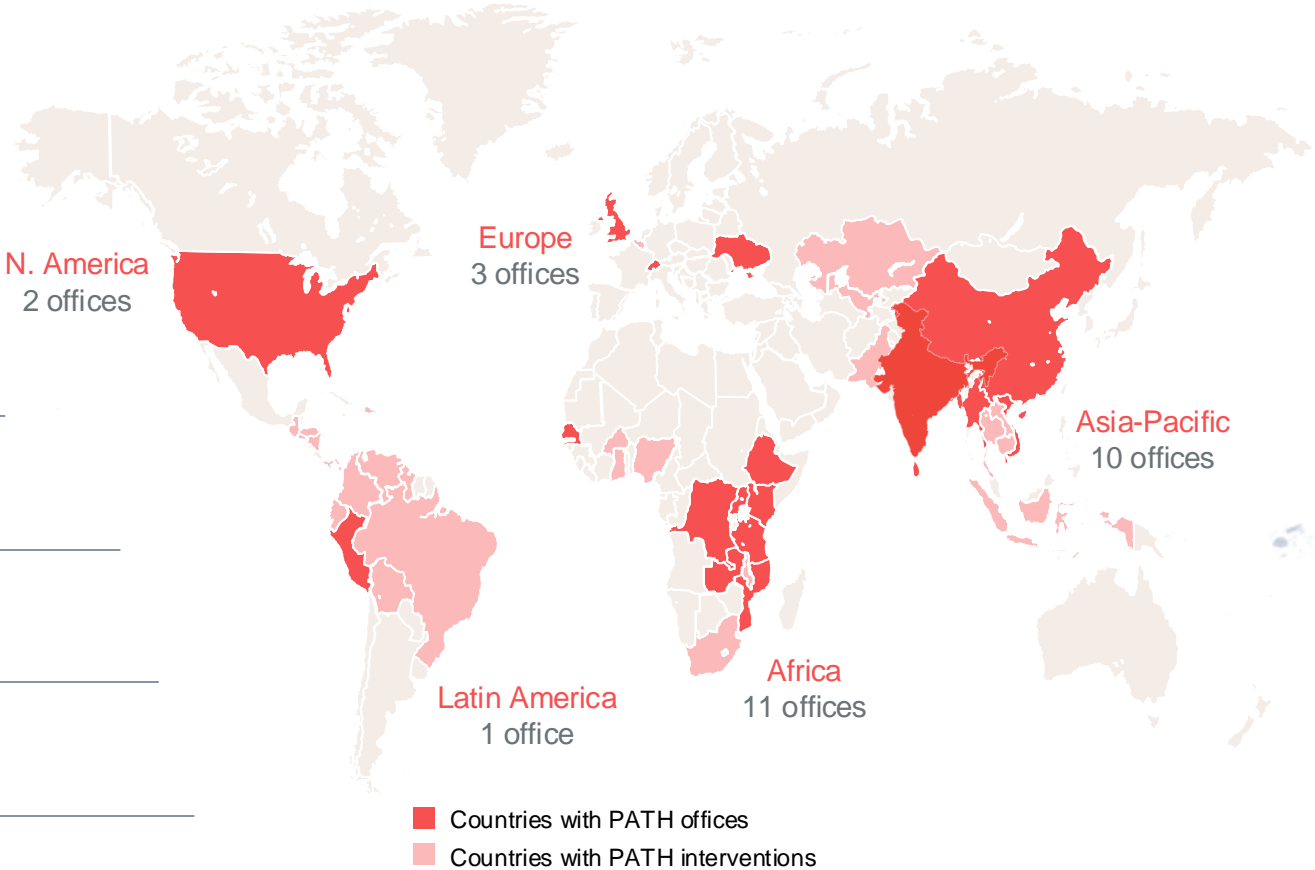 N. America
2 offices
Europe
3 offices
Asia-Pacific
10 offices
Africa
11 offices
Latin America
1 office
Countries with PATH offices
Countries with PATH interventions